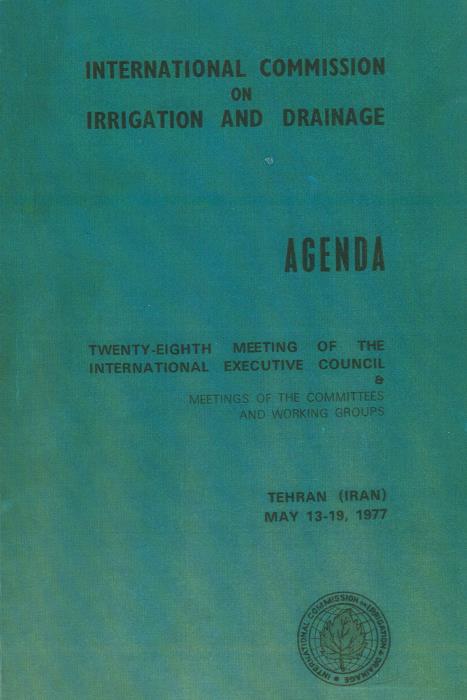 INTERNATIONAL COMMISSION
ON
IRRIGATION AND DRAINAGE
AGENDA
TWENTY-EIGHTH MEETING OF THE
INTERNATIONAL EXECUTIVE COUNCIL
&
MEETINGS OF THE COMMITTEES
AND WORKING GROUPS
TEHRAN (IRAN)
MAY 13-19, 1977
INTERNATIONAL COMMISSION ON IRRIGATION & DRAINAGE